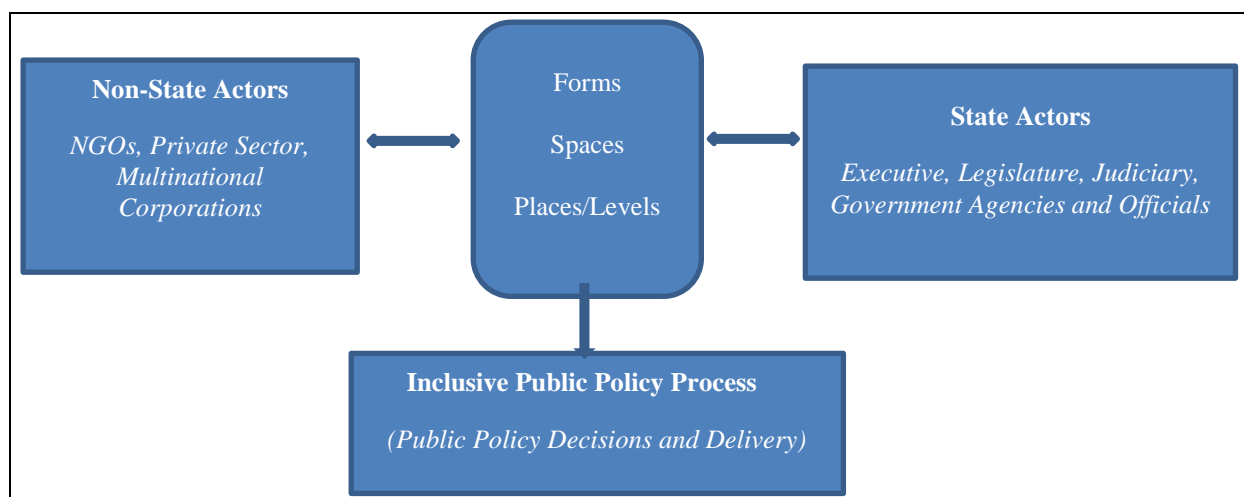 Non-State Actors
NGOs, Private Sector,
Multinational
Corporations
Forms
Spaces
Places/Levels
State Actors
Executive, Legislature, Judiciary,
Government Agencies and Officials
Inclusive Public Policy Process
(Public Policy Decisions and Delivery)